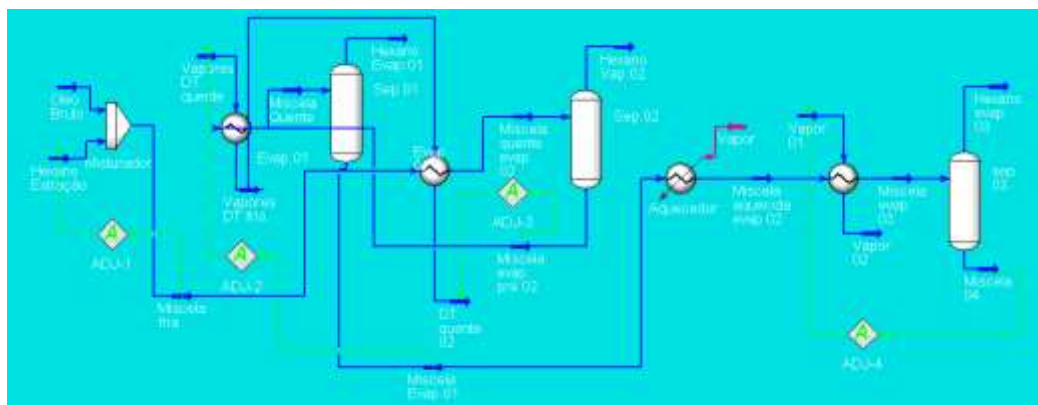 Óleo
Bruto
Hexano
Extração
Misturador
ADJ-1
Miscela
fria
Vapores
DT
quente
Evap.01
Vapores
DT fria
ADJ-2
Miscela
Quente
Hexano
Evap.01
Sep.01
Miscela
Evap.01
DT
quente
02
Miscela
quente
evap
02
ADJ-3
Miscela
evap
pré 02
Hexano
Vap.02
Sep.02
Vapor
Aquecedor
Miscela
aquecida
evap.02
Vapor
01
Vapor
02
Miscela
evap
03
ADJ-4
Hexano
evap
03
Miscela
04